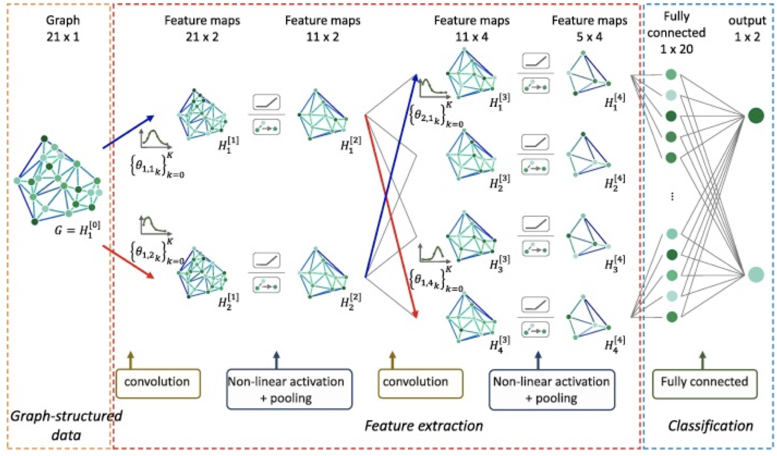 Graph
21 x 1
Feature maps
21 x 2
Feature maps
11 x 2
Feature maps
11 x 4
Feature maps
5 x 4
Fully
connected
1 x 20
output
1 x 2
G = H₁^[0]
{θ₁,₁ₖ}ᴷₖ₌₀
{θ₁,₂ₖ}ᴷₖ₌₀
H₁^[1]
H₂^[1]
H₁^[2]
H₂^[2]
{θ₂,₁ₖ}ᴷₖ₌₀
{θ₁,₄ₖ}ᴷₖ₌₀
H₁^[3]
H₂^[3]
H₃^[3]
H₄^[3]
H₁^[4]
H₂^[4]
H₃^[4]
H₄^[4]
...
convolution
Non-linear activation
+ pooling
convolution
Non-linear activation
+ pooling
Fully connected
Graph-structured
data
Feature extraction
Classification